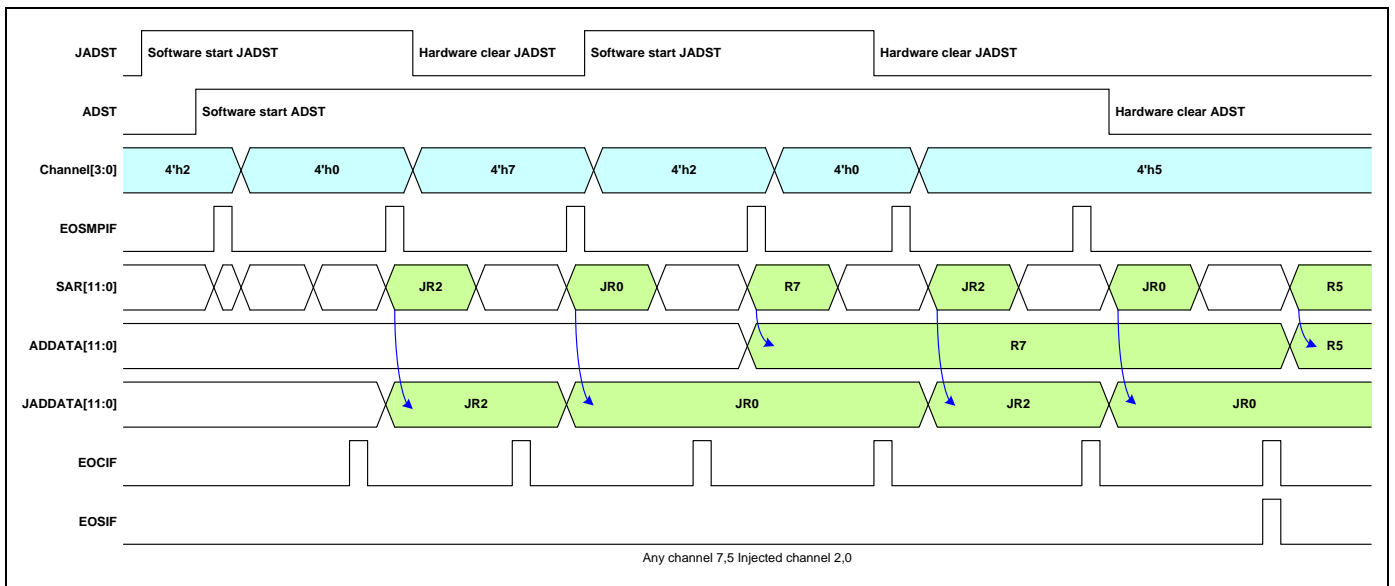 JADST Software start JADST Hardware clear JADST Software start JADST Hardware clear JADST
ADST Software start ADST Hardware clear ADST
Channel[3:0] 4'h2 4'h0 4'h7 4'h2 4'h0 4'h5
EOSMPIF
SAR[11:0] JR2 JR0 R7 JR2 JR0 R5
ADDATA[11:0] R7 R5
JADDATA[11:0] JR2 JR0 JR2 JR0
EOCIF
EOSIF
Any channel 7,5 Injected channel 2,0